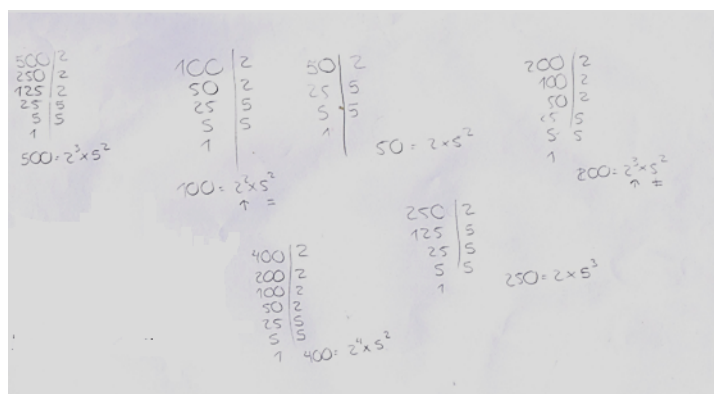 500 | 2
250 | 2
125 | 2
25 | 5
5 | 5
1
500 = 2³ x 5²
100 | 2
50 | 2
25 | 5
5 | 5
1
100 = 2² x 5²
↑ =
50 | 2
25 | 5
5 | 5
1
50 = 2 x 5²
200 | 2
100 | 2
50 | 2
25 | 5
5 5
1
200 = 2³ x 5²
↑ =
400 | 2
200 | 2
100 | 2
50 | 2
25 | 5
5 | 5
1
400 = 2⁴ x 5²
250 | 2
125 | 5
25 | 5
5 | 5
1
250 = 2 x 5³